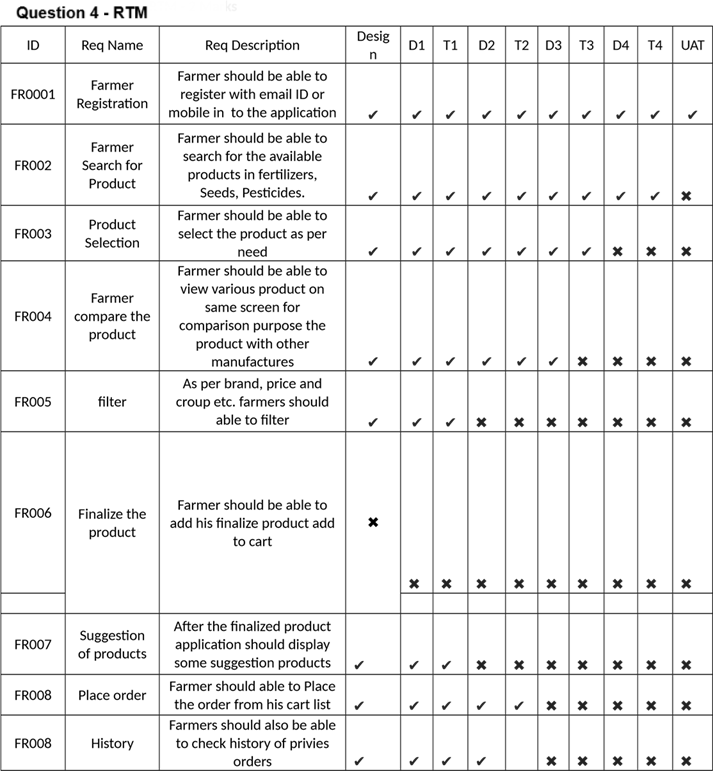 ks
Question 4 - RTM
ID Req Name Req Description Desig D1 T1 D2 T2 D3 T3 D4 T4 UAT
n
FR0001 Farmer Registration Farmer should be able to
register with email ID or
mobile in to the application
✔ ✔ ✔ ✔ ✔ ✔ ✔ ✔ ✔ ✔
FR002 Farmer
Search for
Product
Farmer should be able to
search for the available
products in fertilizers,
Seeds, Pesticides.
✔ ✔ ✔ ✔ ✔ ✔ ✔ ✔ ✔ ✖
FR003 Product
Selection
Farmer should be able to
select the product as per
need
✔ ✔ ✔ ✔ ✔ ✔ ✔ ✖ ✖ ✖
FR004 Farmer
compare the
product
Farmer should be able to
view various product on
same screen for
comparison purpose the
product with other
manufactures
✔ ✔ ✔ ✔ ✔ ✔ ✖ ✖ ✖ ✖
FR005 filter
As per brand, price and
croup etc. farmers should
able to filter
✔ ✔ ✔ ✖ ✖ ✖ ✖ ✖ ✖ ✖
FR006 Finalize the
product
Farmer should be able to
add his finalize product add
to cart
✖ ✖ ✖ ✖ ✖ ✖ ✖ ✖ ✖ ✖
FR007 Suggestion
of products
After the finalized product
application should display
some suggestion products
✔ ✔ ✔ ✖ ✖ ✖ ✖ ✖ ✖ ✖
FR008 Place order
Farmer should able to Place
the order from his cart list
✔ ✔ ✔ ✔ ✔ ✖ ✖ ✖ ✖ ✖
FR008 History
Farmers should also be able
to check history of privies
orders
✔ ✔ ✔ ✔ ✖ ✖ ✖ ✖ ✖